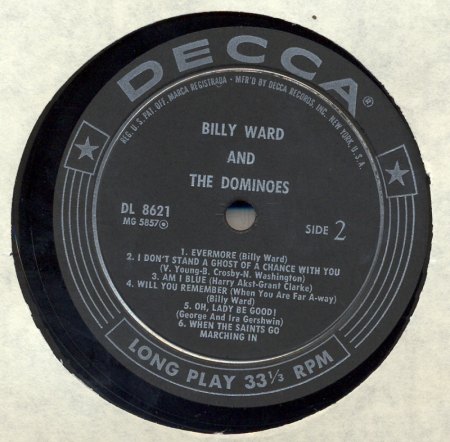 DECCA®
REG. U.S. PAT. OFF. MARCA REGISTRADA - MFR'D BY DECCA RECORDS, INC. NEW YORK, U.S.A.
BILLY WARD
AND
THE DOMINOES
DL 8621
MG 5857
SIDE 2
1. EVERMORE (Billy Ward)
2. I DON'T STAND A GHOST OF A CHANCE WITH YOU
(V. Young-B. Crosby-N. Washington)
3. AM I BLUE (Harry Akst-Grant Clarke)
4. WILL YOU REMEMBER (When You Are Far A-way)
(Billy Ward)
5. OH, LADY BE GOOD!
(George And Ira Gershwin)
6. WHEN THE SAINTS GO
MARCHING IN
LONG PLAY 33⅓ RPM